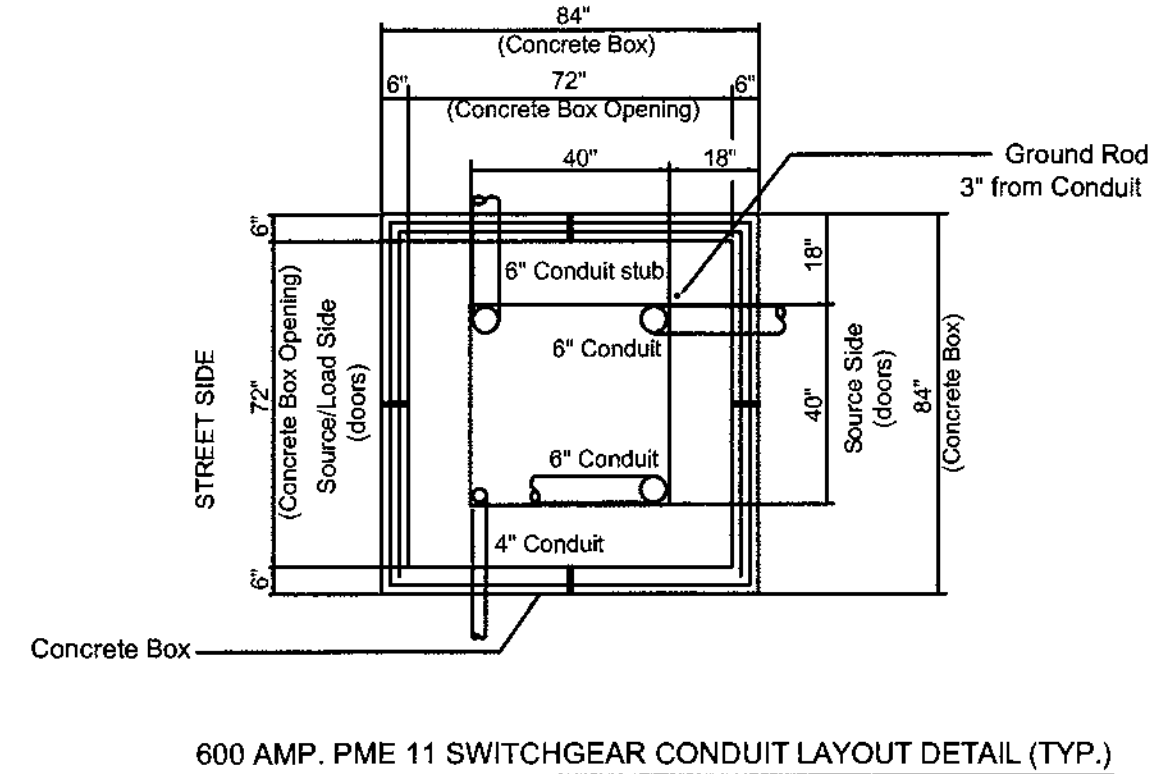 84"
(Concrete Box)
6"
72"
6"
(Concrete Box Opening)
40"
18"
Ground Rod
3" from Conduit
6"
18"
6" Conduit stub
STREET SIDE
72"
(Concrete Box Opening)
Source/Load Side
(doors)
6" Conduit
40"
Source Side
(doors)
84"
(Concrete Box)
6" Conduit
4" Conduit
6"
Concrete Box
600 AMP. PME 11 SWITCHGEAR CONDUIT LAYOUT DETAIL (TYP.)